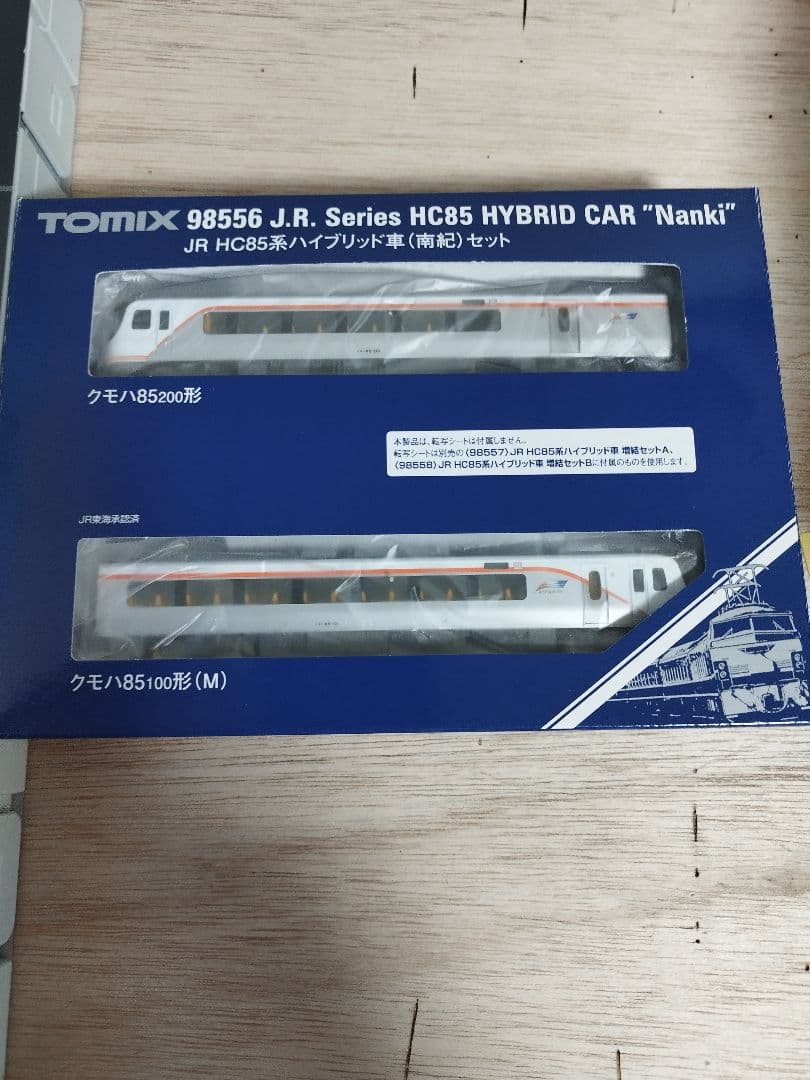 TOMIX 98556 J.R. Series HC85 HYBRID CAR "Nanki"
JR HC85系ハイブリッド車(南紀)セット
クモハ85200形
本製品は、転写シートは付属しません。
転写シートは別売の(98557)JR HC85系ハイブリッド車 増結セットA、
(98558)JR HC85系ハイブリッド車 増結セットBに付属のものを使用します。
JR東海承認済
クモハ85100形(M)